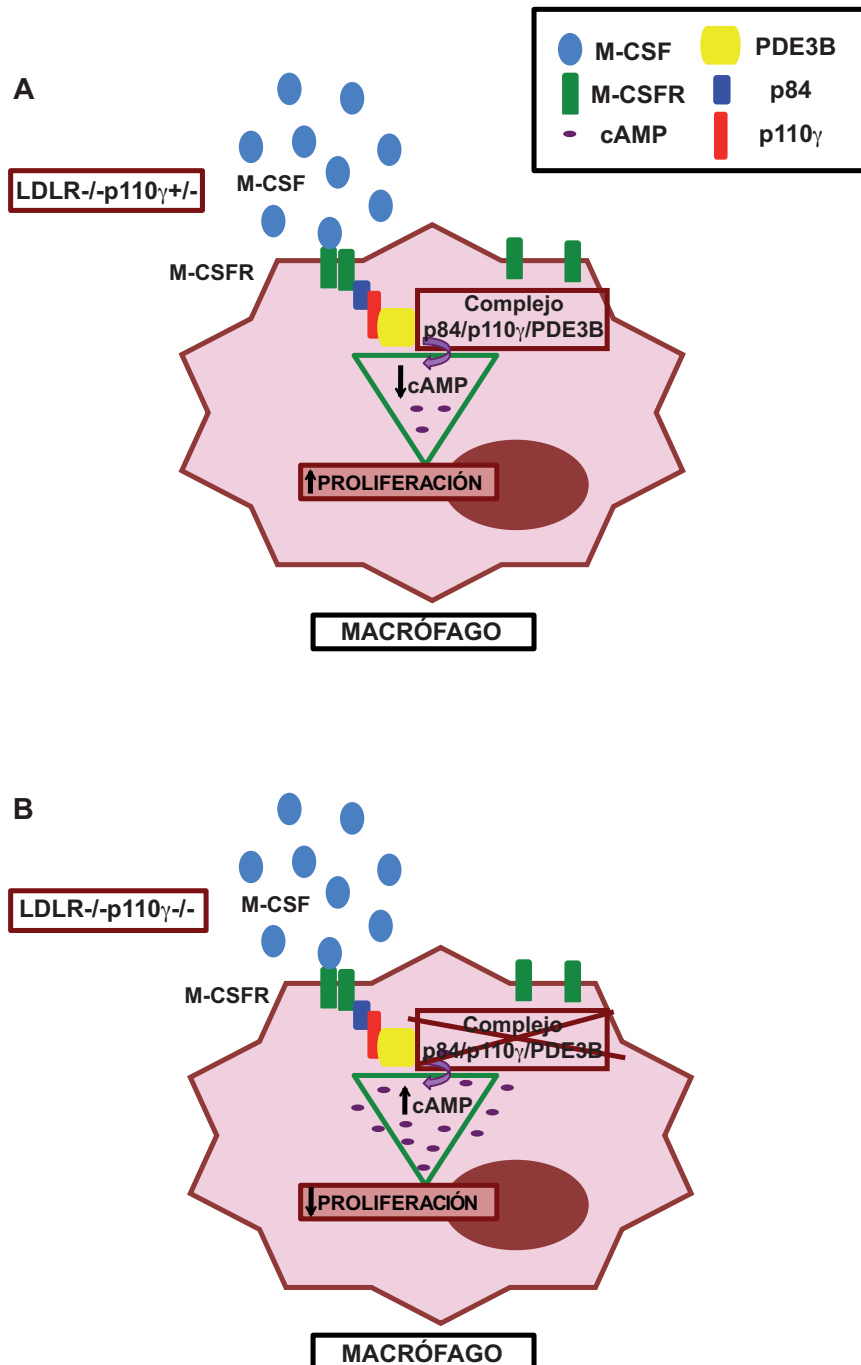 M-CSF
PDE3B
M-CSFR
p84
cAMP
p110γ
A
LDLR-/-p110γ+/-
M-CSF
M-CSFR
Complejo
p84/p110γ/PDE3B
↓cAMP
↑PROLIFERACIÓN
MACRÓFAGO
B
LDLR-/-p110γ-/-
M-CSF
M-CSFR
Complejo
p84/p110γ/PDE3B
↑cAMP
↓PROLIFERACIÓN
MACRÓFAGO